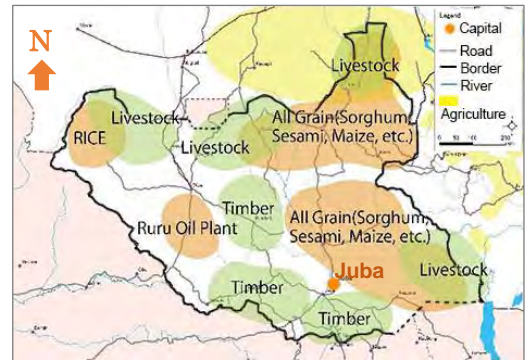 N
Legend
Capital
Road
Border
River
Agriculture
Livestock
Livestock
All Grain(Sorghum,
Sesami, Maize, etc.)
RICE
Livestock
Timber
All Grain(Sorghum,
Sesami, Maize, etc.)
Ruru Oil Plant
Juba
Livestock
Timber
Timber